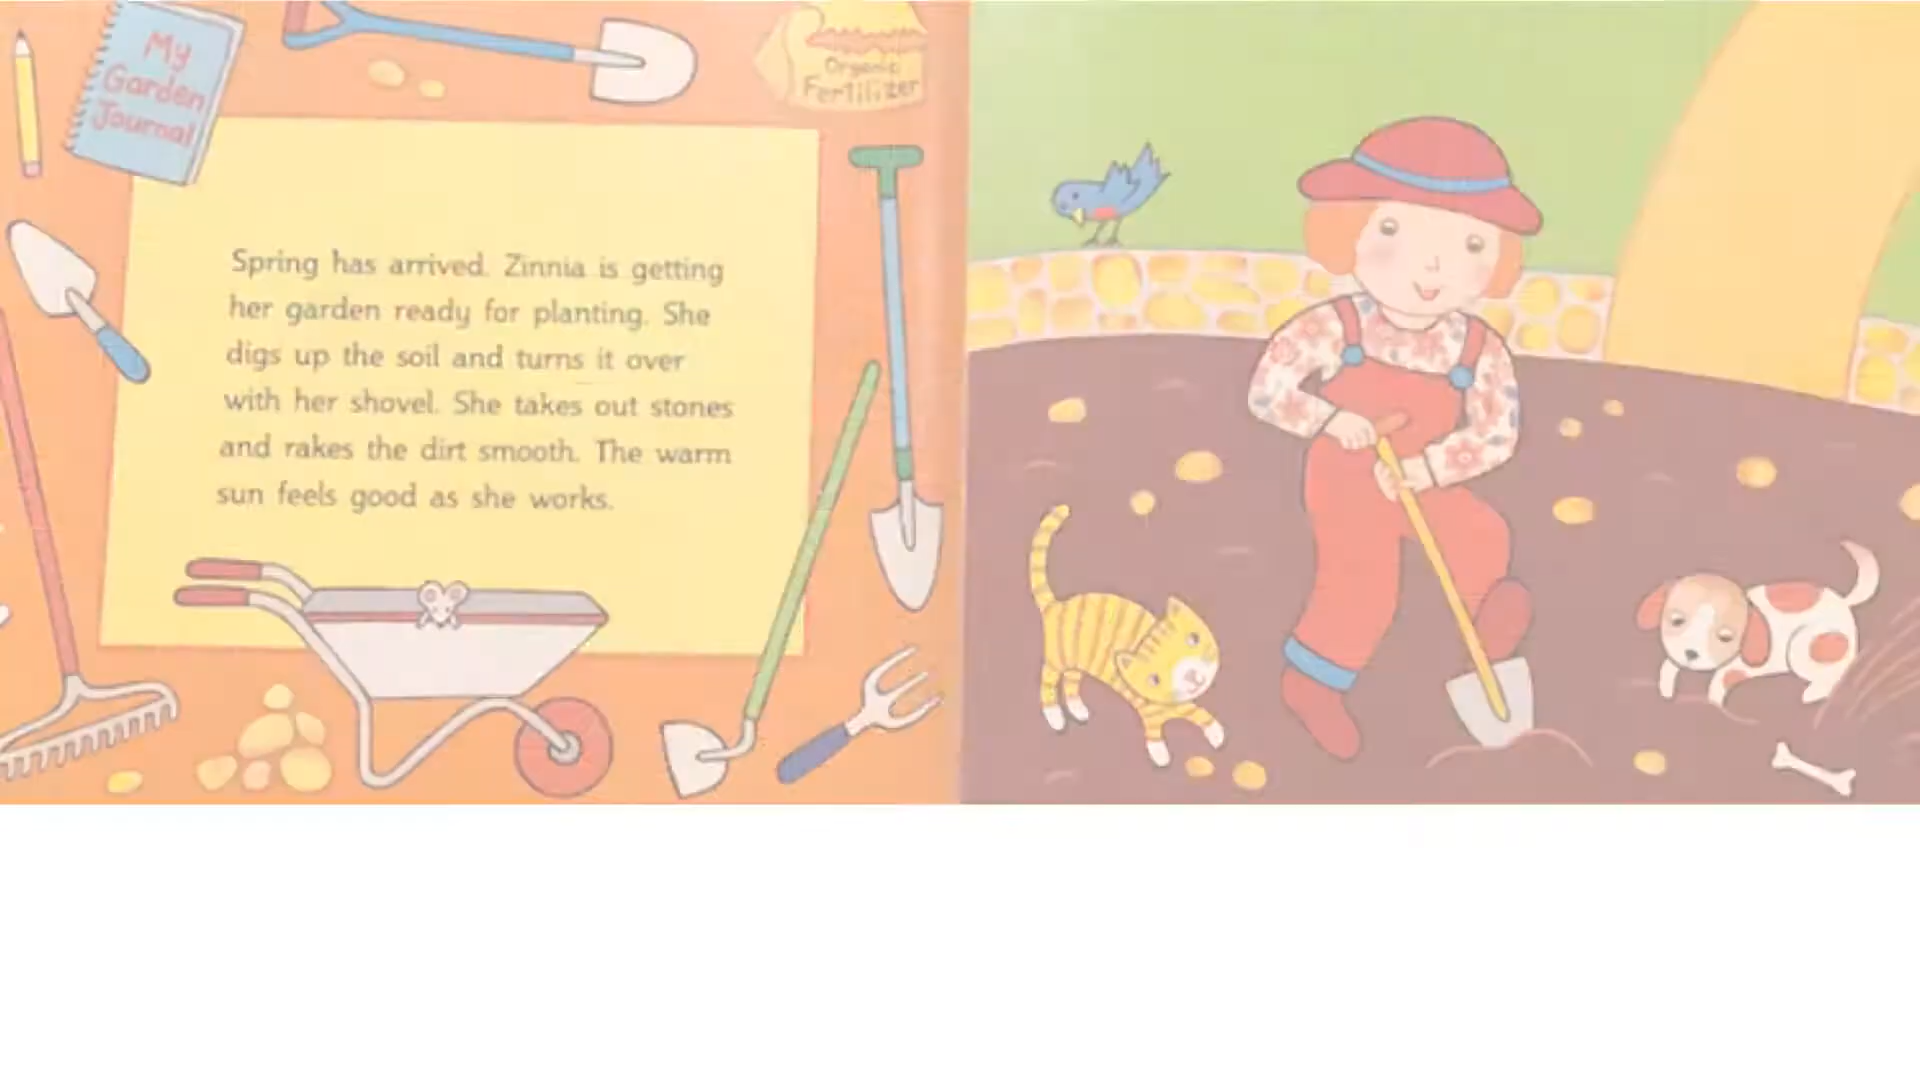 My
Garden
Journal
Organic
Fertilizer
Spring has arrived. Zinnia is getting
her garden ready for planting. She
digs up the soil and turns it over
with her shovel. She takes out stones
and rakes the dirt smooth. The warm
sun feels good as she works.